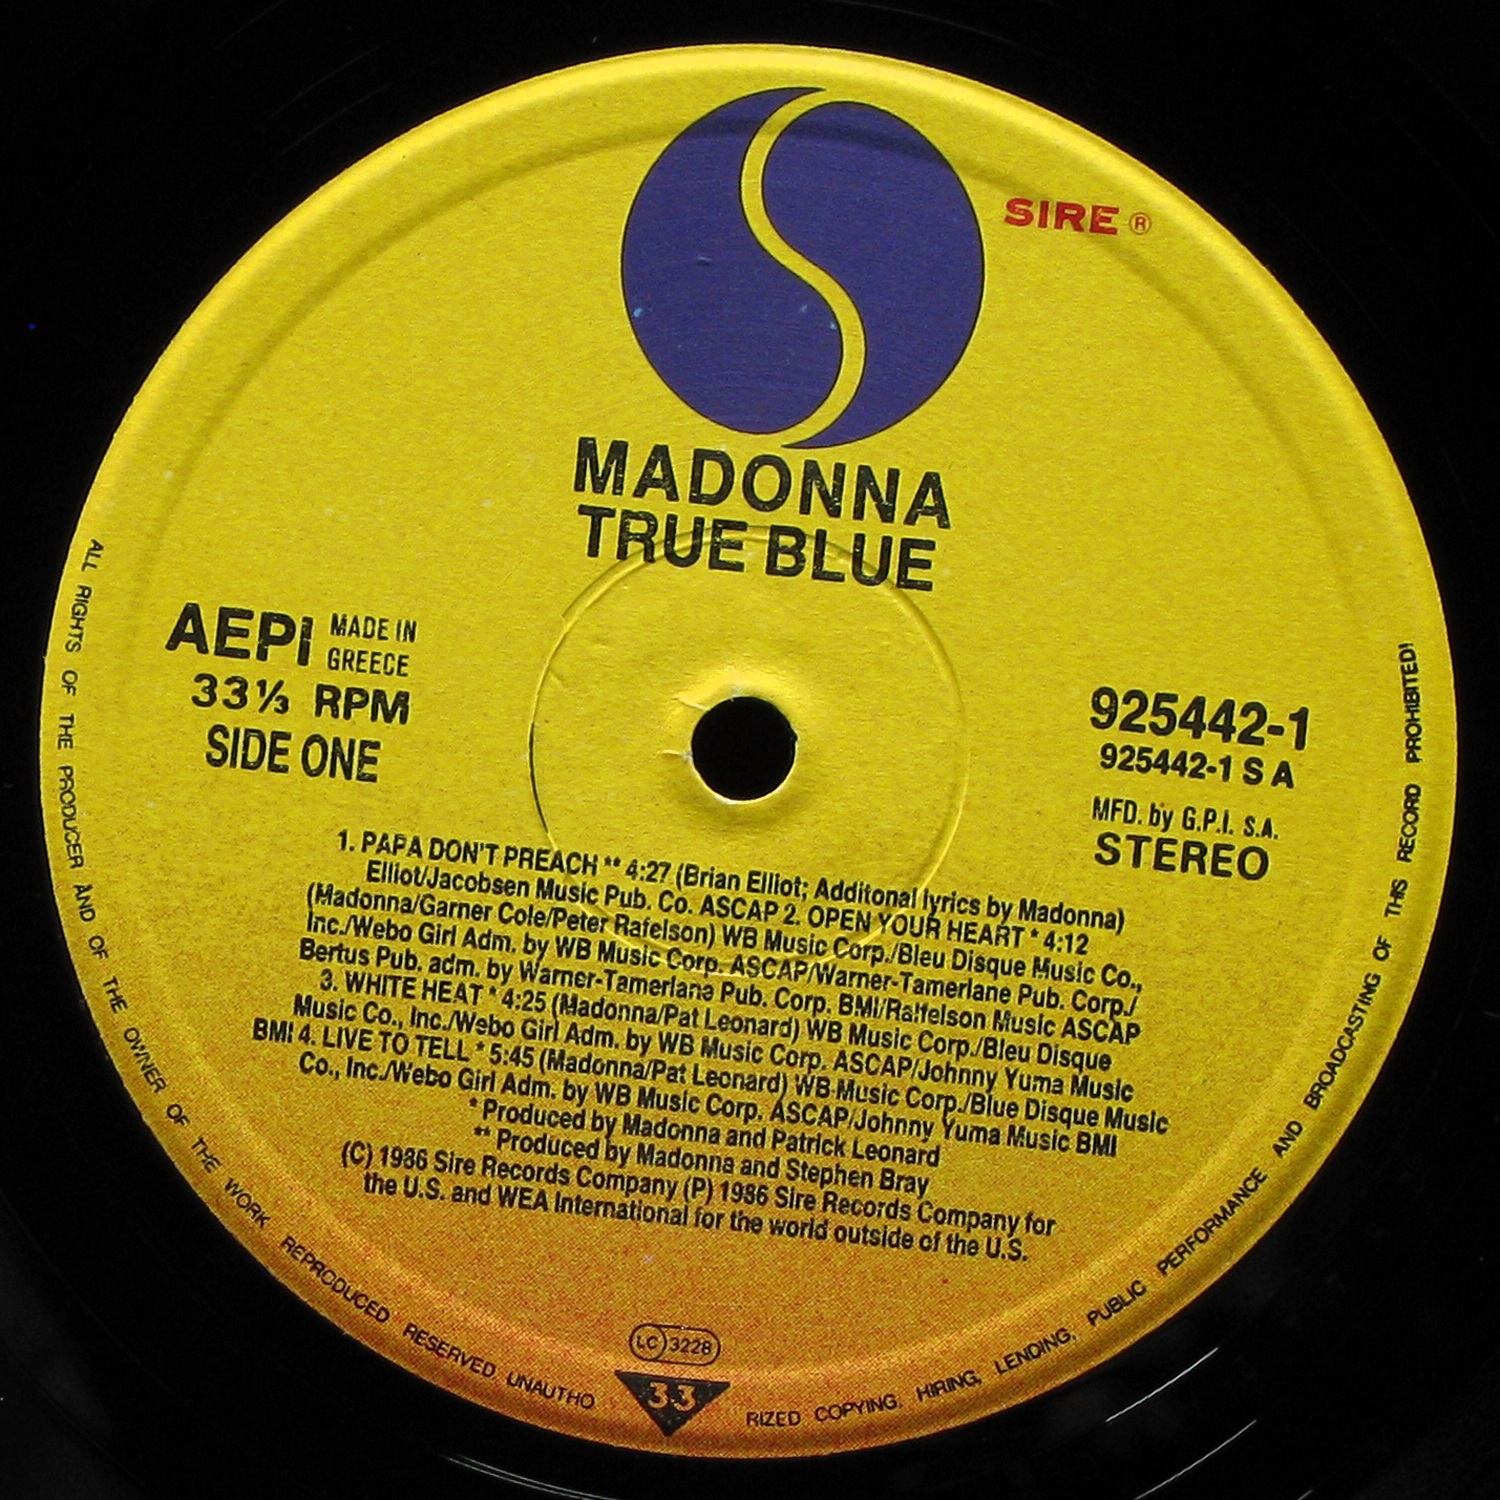 SIRE ®
MADONNA
TRUE BLUE
AEPI MADE IN
GREECE
33⅓ RPM
SIDE ONE
925442-1
925442-1 S A
MFD. by G.P.I. S.A.
STEREO
1. PAPA DON'T PREACH ** 4:27 (Brian Elliot; Additonal lyrics by Madonna)
Elliot/Jacobsen Music Pub. Co. ASCAP 2. OPEN YOUR HEART * 4:12
(Madonna/Garner Cole/Peter Rafelson) WB Music Corp./Bleu Disque Music Co.,
Inc./Webo Girl Adm. by WB Music Corp. ASCAP/Warner-Tamerlane Pub. Corp./
Bertus Pub. adm. by Warner-Tamerlane Pub. Corp. BMI/Raffelson Music ASCAP
3. WHITE HEAT * 4:25 (Madonna/Pat Leonard) WB Music Corp./Bleu Disque
Music Co., Inc./Webo Girl Adm. by WB Music Corp. ASCAP/Johnny Yuma Music
BMI 4. LIVE TO TELL * 5:45 (Madonna/Pat Leonard) WB Music Corp./Blue Disque Music
Co., Inc./Webo Girl Adm. by WB Music Corp. ASCAP/Johnny Yuma Music BMI
* Produced by Madonna and Patrick Leonard
** Produced by Madonna and Stephen Bray
(C) 1986 Sire Records Company (P) 1986 Sire Records Company for
the U.S. and WEA International for the world outside of the U.S.
LC 3228
33
ALL RIGHTS OF THE PRODUCER AND OF THE OWNER OF THE WORK REPRODUCED RESERVED UNAUTHO RIZED COPYING, HIRING, LENDING, PUBLIC PERFORMANCE AND BROADCASTING OF THIS RECORD PROHIBITED!